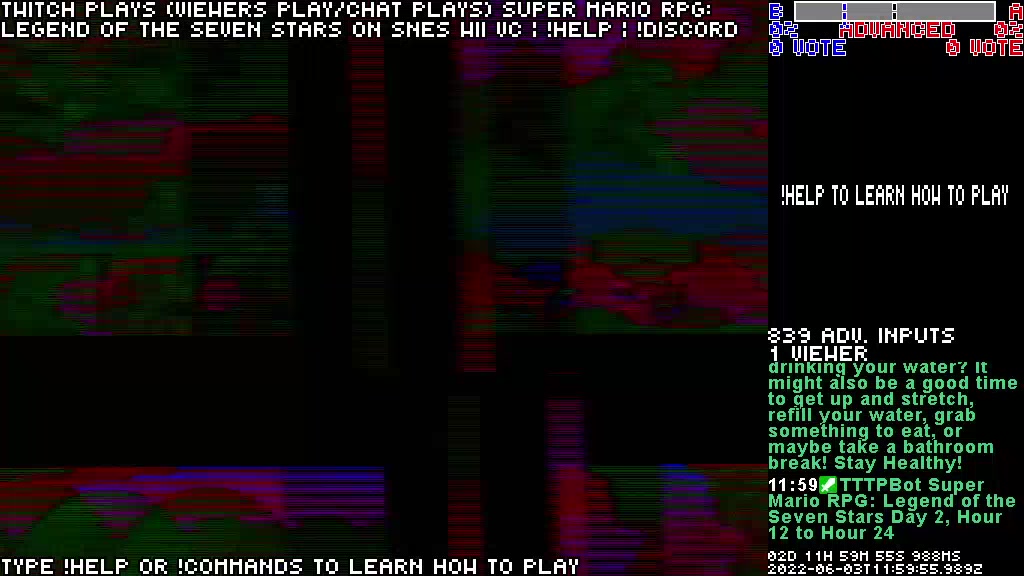 TWITCH PLAYS (VIEWERS PLAY/CHAT PLAYS) SUPER MARIO RPG:
LEGEND OF THE SEVEN STARS ON SNES WII VC ¦ !HELP ¦ !DISCORD
B A
02 ADVANCED 02
0 VOTE 0 VOTE
!HELP TO LEARN HOW TO PLAY
839 ADV. INPUTS
1 VIEWER
drinking your water? It
might also be a good time
to get up and stretch,
refill your water, grab
something to eat, or
maybe take a bathroom
break! Stay Healthy!
11:59 TTTPBot Super
Mario RPG: Legend of the
Seven Stars Day 2, Hour
12 to Hour 24
02D 11H 59M 55S 988MS
2022-06-03T11:59:55.989Z
TYPE !HELP OR !COMMANDS TO LEARN HOW TO PLAY